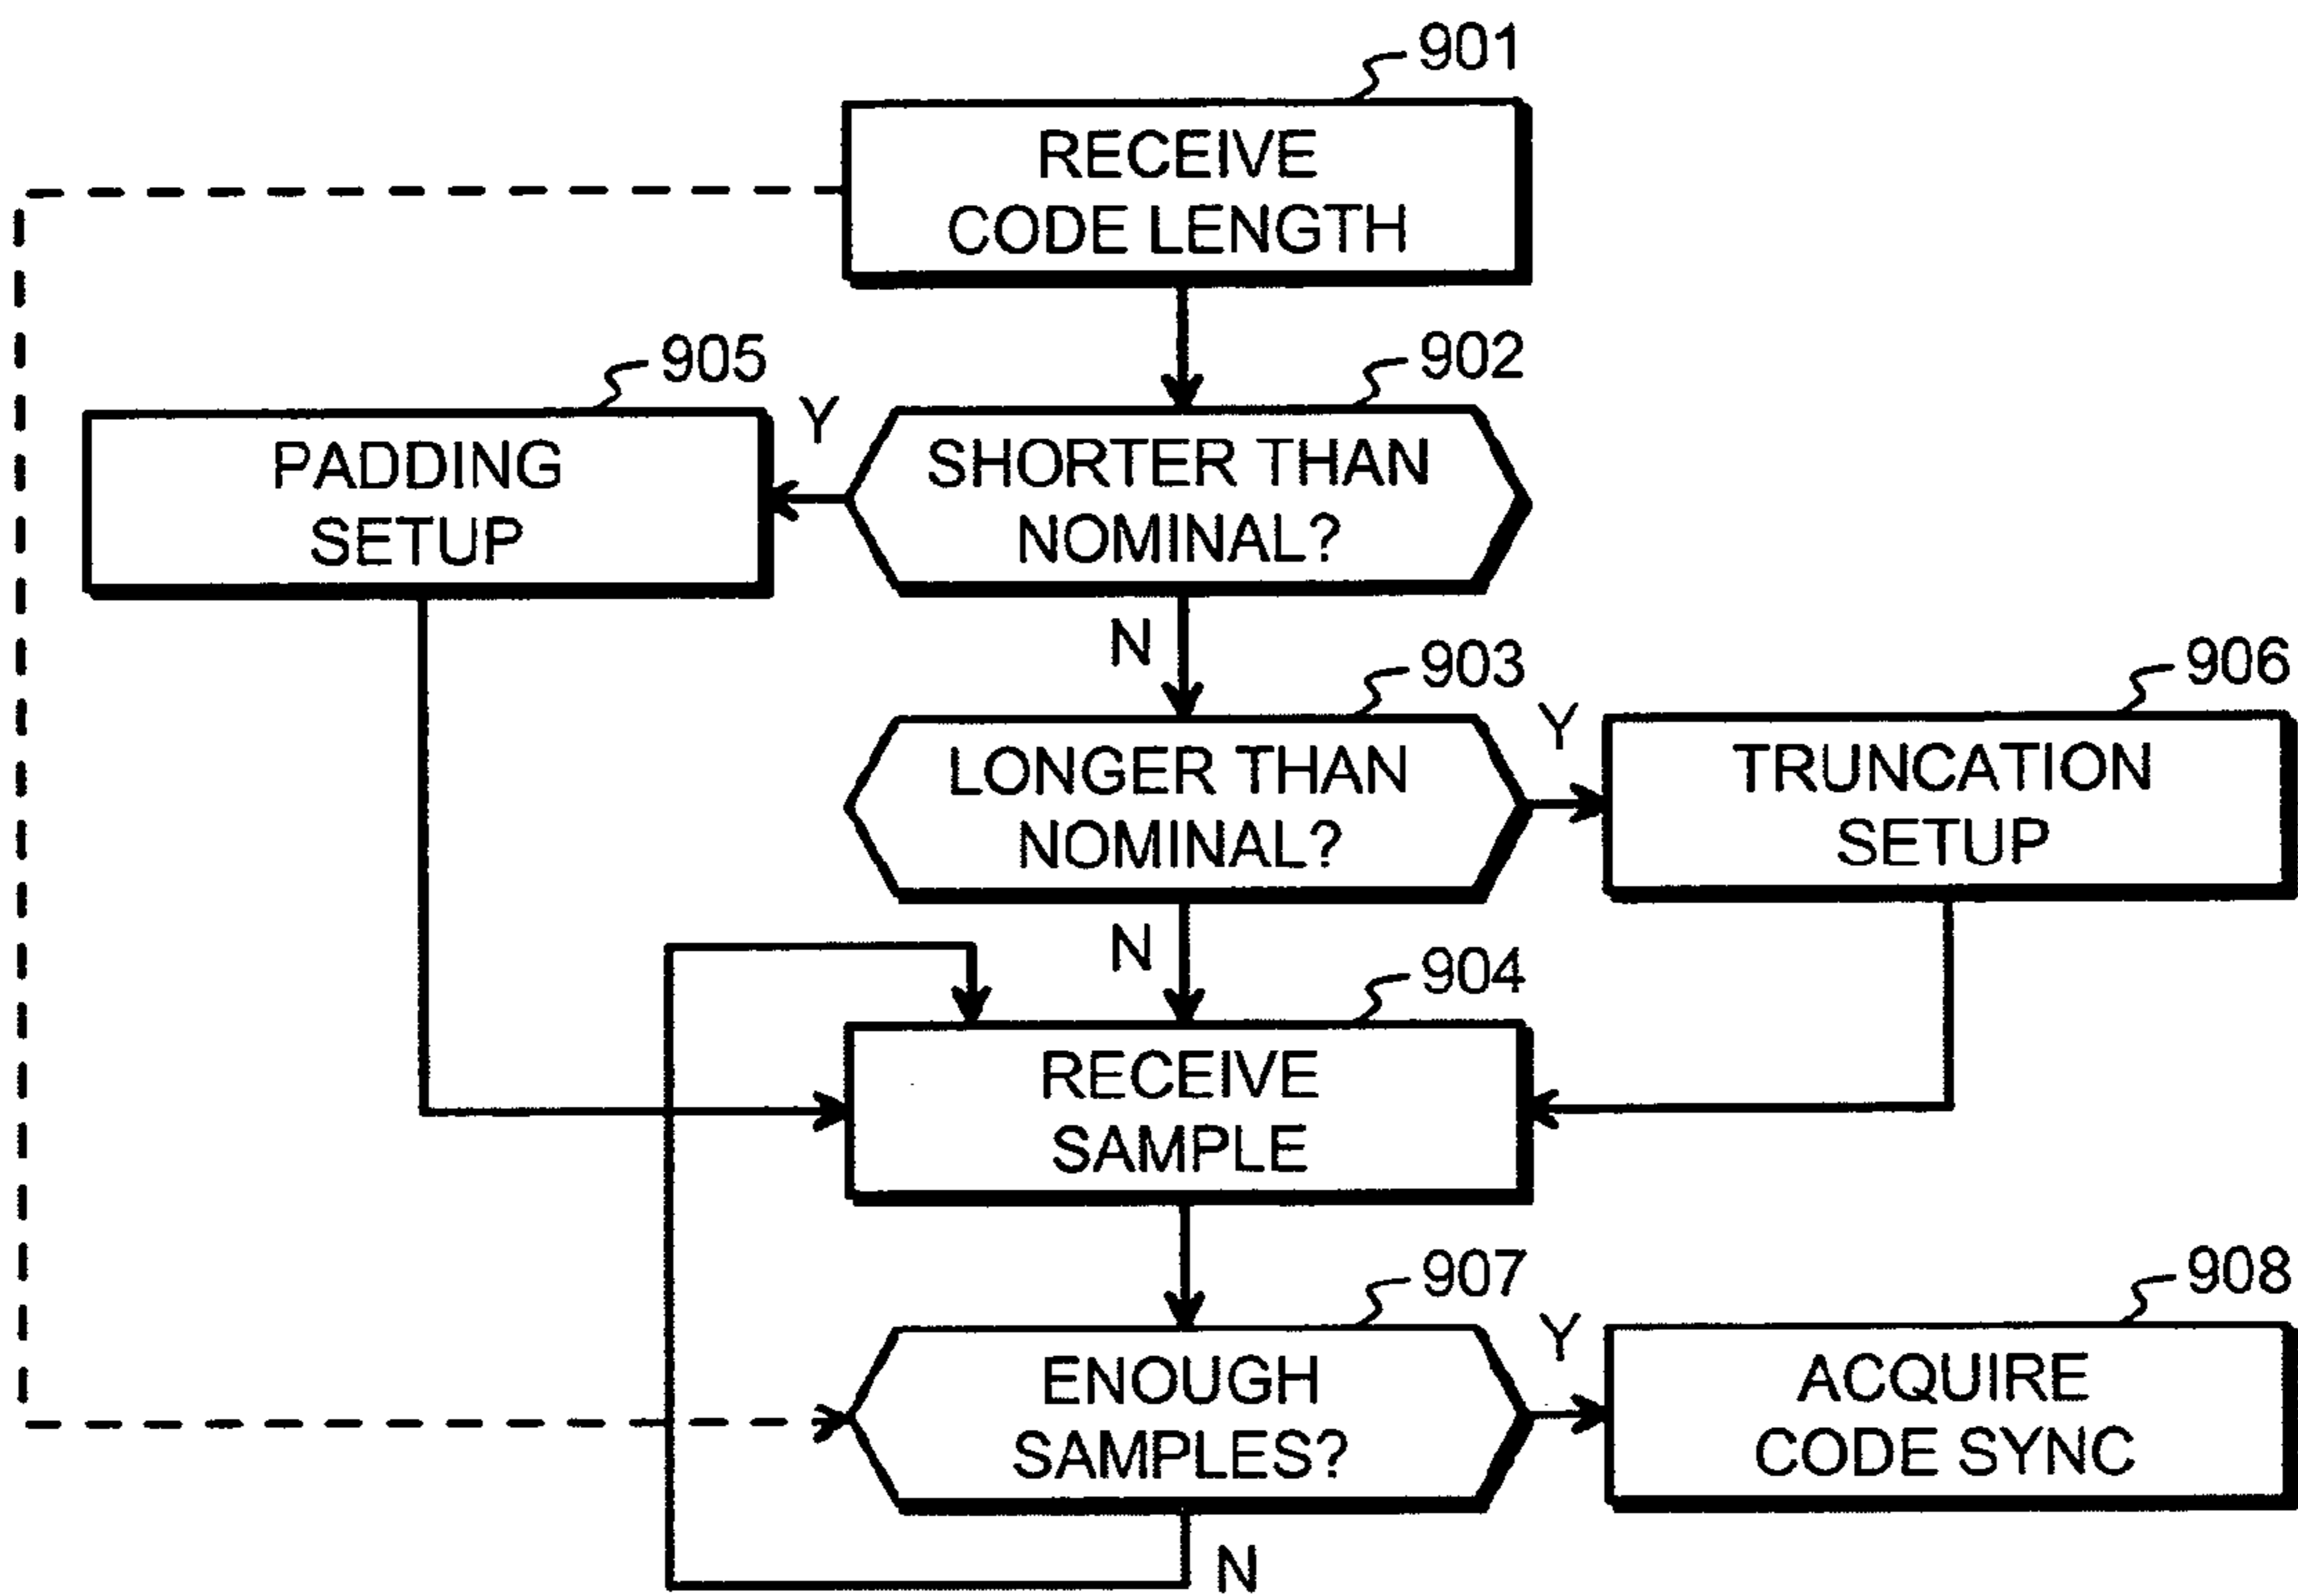 901
RECEIVE
CODE LENGTH
905
902
PADDING
SETUP
Y
SHORTER THAN
NOMINAL?
N
903
906
LONGER THAN
NOMINAL?
Y
TRUNCATION
SETUP
N
904
RECEIVE
SAMPLE
907
908
ENOUGH
SAMPLES?
Y
ACQUIRE
CODE SYNC
N